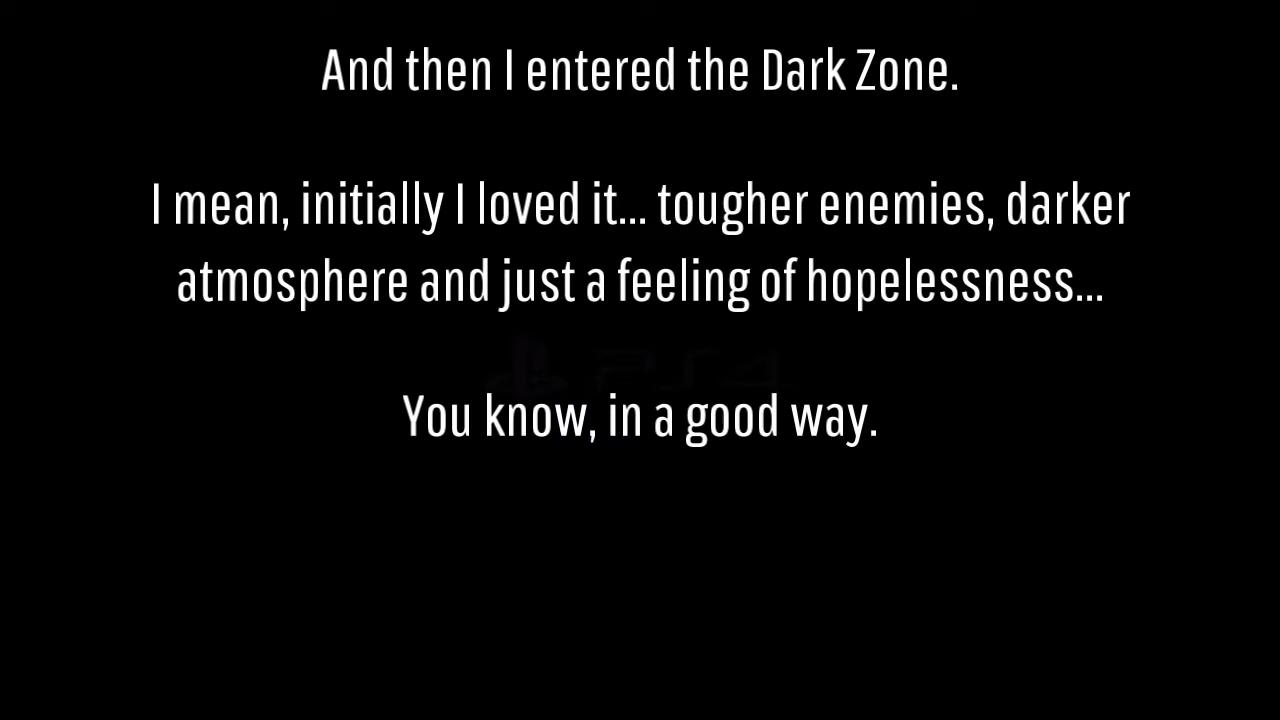 And then I entered the Dark Zone.
I mean, initially I loved it... tougher enemies, darker
atmosphere and just a feeling of hopelessness...
PS4
You know, in a good way.